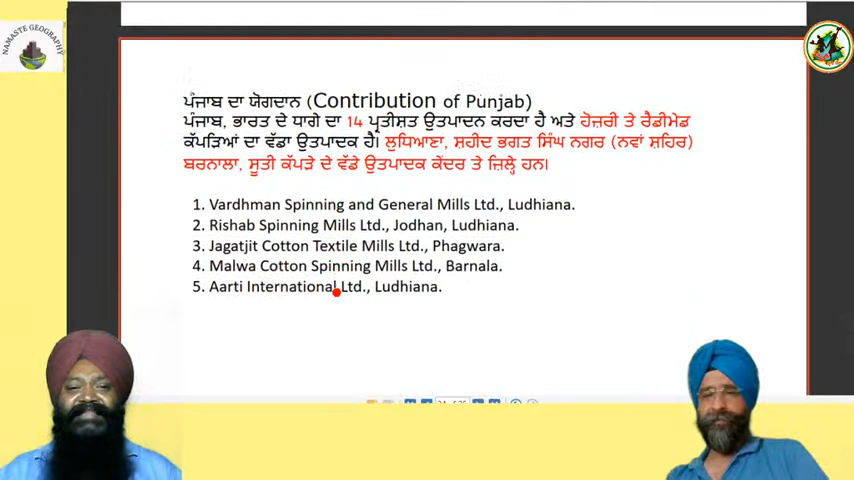 NAMASTE GEOGRAPHY
ਪੰਜਾਬ ਦਾ ਯੋਗਦਾਨ (Contribution of Punjab)
ਪੰਜਾਬ, ਭਾਰਤ ਦੇ ਧਾਗੇ ਦਾ 14 ਪ੍ਰਤੀਸ਼ਤ ਉਤਪਾਦਨ ਕਰਦਾ ਹੈ ਅਤੇ ਹੋਜ਼ਰੀ ਤੇ ਰੈਡੀਮੇਡ
ਕੱਪੜਿਆਂ ਦਾ ਵੱਡਾ ਉਤਪਾਦਕ ਹੈ। ਲੁਧਿਆਣਾ, ਸ਼ਹੀਦ ਭਗਤ ਸਿੰਘ ਨਗਰ (ਨਵਾਂ ਸ਼ਹਿਰ)
ਬਰਨਾਲਾ, ਸੂਤੀ ਕੱਪੜੇ ਦੇ ਵੱਡੇ ਉਤਪਾਦਕ ਕੇਂਦਰ ਤੇ ਜ਼ਿਲ੍ਹੇ ਹਨ।
1. Vardhman Spinning and General Mills Ltd., Ludhiana.
2. Rishab Spinning Mills Ltd., Jodhan, Ludhiana.
3. Jagatjit Cotton Textile Mills Ltd., Phagwara.
4. Malwa Cotton Spinning Mills Ltd., Barnala.
5. Aarti International Ltd., Ludhiana.